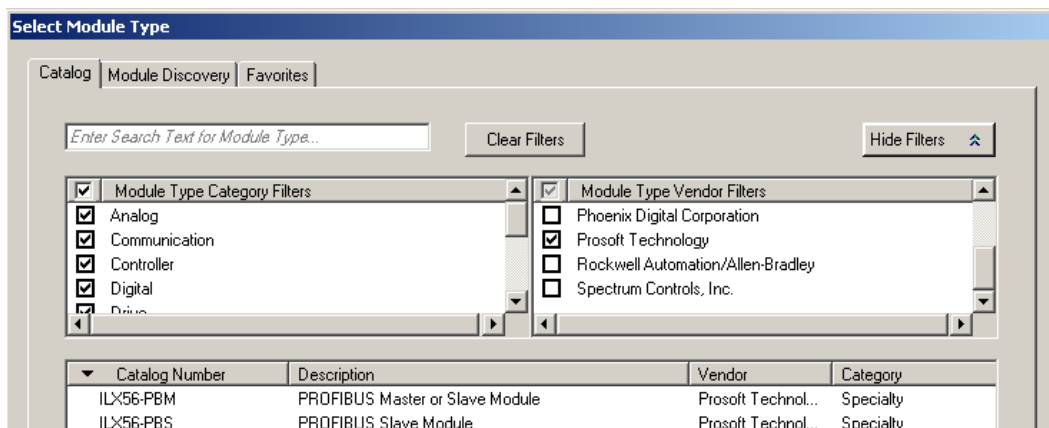 Select Module Type
Catalog Module Discovery Favorites
Enter Search Text for Module Type... Clear Filters Hide Filters
Module Type Category Filters Module Type Vendor Filters
Analog Phoenix Digital Corporation
Communication Prosoft Technology
Controller Rockwell Automation/Allen-Bradley
Digital Spectrum Controls, Inc.
Drive
Catalog Number Description Vendor Category
ILX56-PBM PROFIBUS Master or Slave Module Prosoft Technol... Specialty
ILX56-PBS PROFIBUS Slave Module Prosoft Technol... Specialty